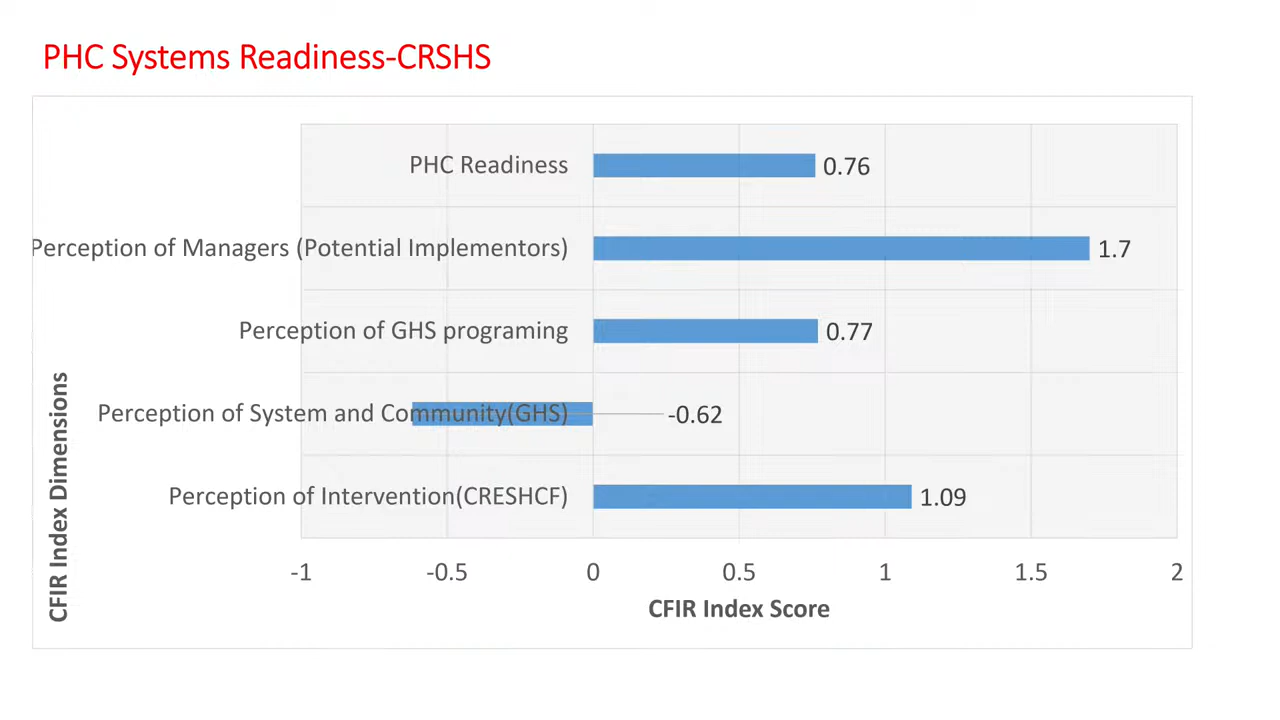 PHC Systems Readiness-CRSHS
PHC Readiness
0.76
Perception of Managers (Potential Implementors)
1.7
Perception of GHS programing
0.77
Perception of System and Community(GHS)
-0.62
Perception of Intervention(CRESHCF)
1.09
CFIR Index Dimensions
-1 -0.5 0 0.5 1 1.5 2
CFIR Index Score